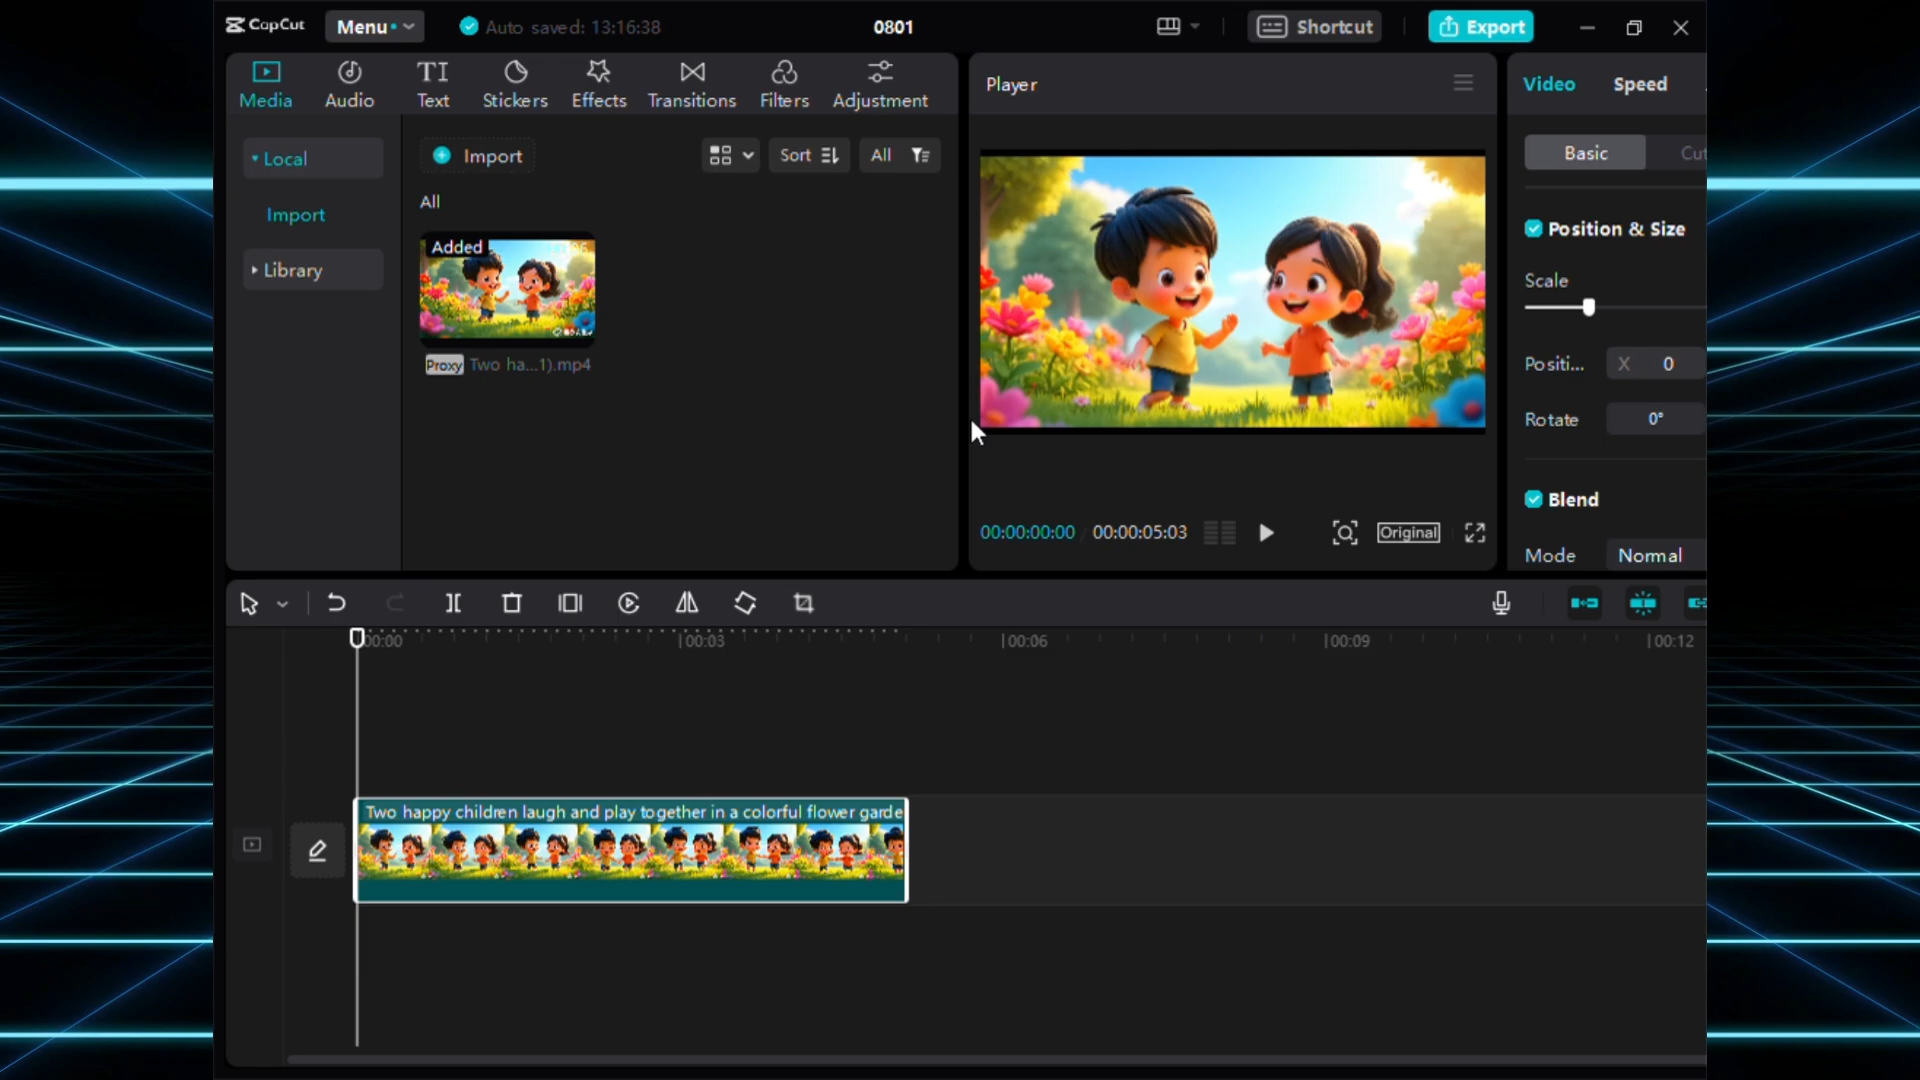 CapCut
Menu
Auto saved: 13:16:38
0801
Shortcut
Export
Media
Audio
TI
Text
Stickers
Effects
Transitions
Filters
Adjustment
Player
Video
Speed
Local
Import
Library
Import
Sort
All
All
Added
Proxy
Two ha...1).mp4
00:00:00:00
00:00:05:03
Original
Basic
Cut
Position & Size
Scale
Positi...
X 0
Rotate
0°
Blend
Mode
Normal
00:00
00:03
00:06
00:09
00:12
Two happy children laugh and play together in a colorful flower garde